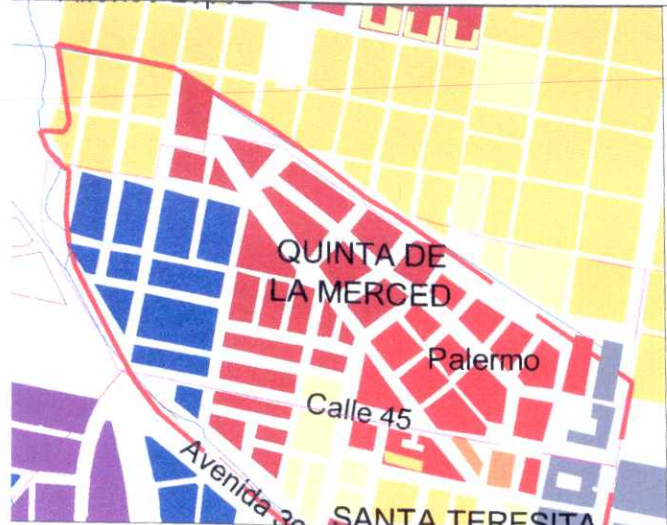 QUINTA DE
LA MERCED
Palermo
Calle 45
Avenida
SANTA TERESITA